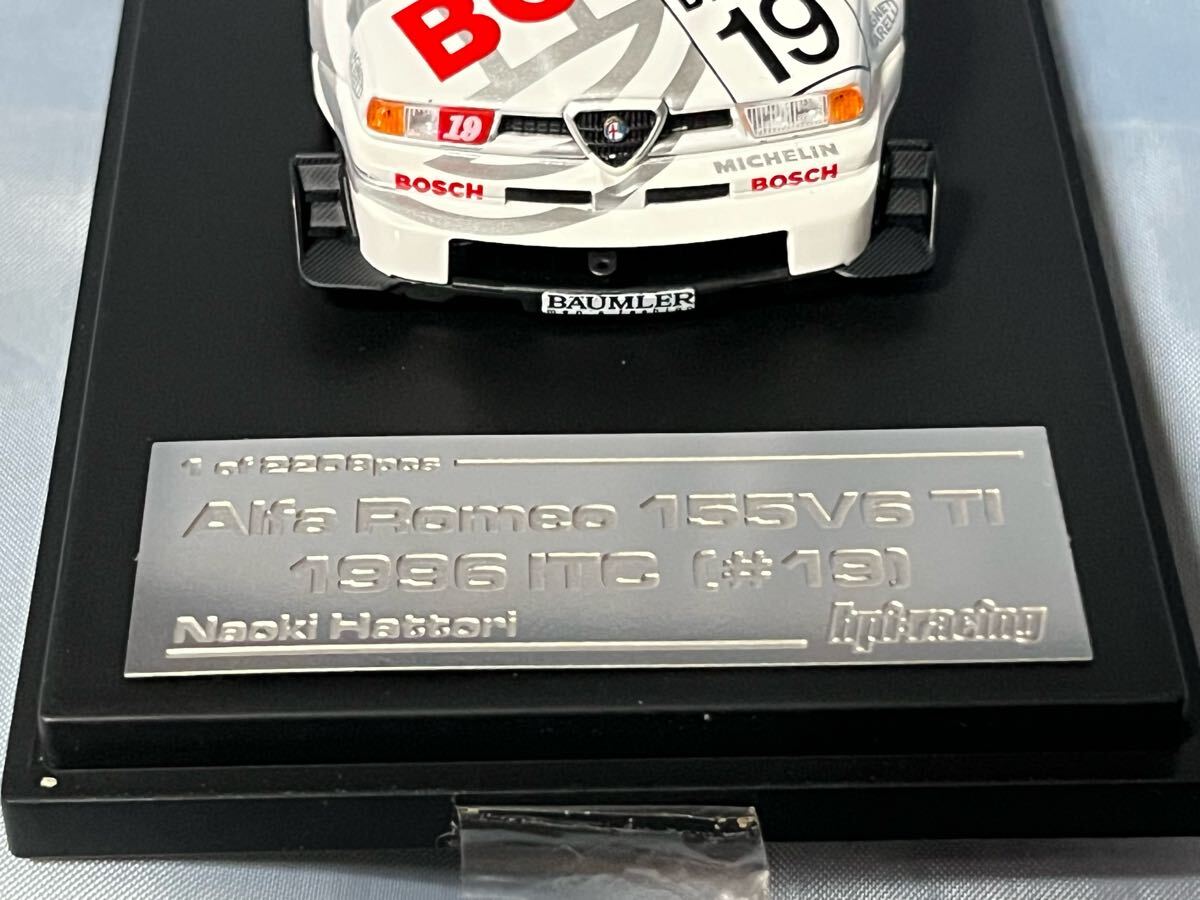 BO
19
19
MICHELIN
BOSCH
BOSCH
BÄUMLER
1 of 2208pcs
Alfa Romeo 155V6 TI
1996 ITC (#19)
Naoki Hattori
hpi·racing